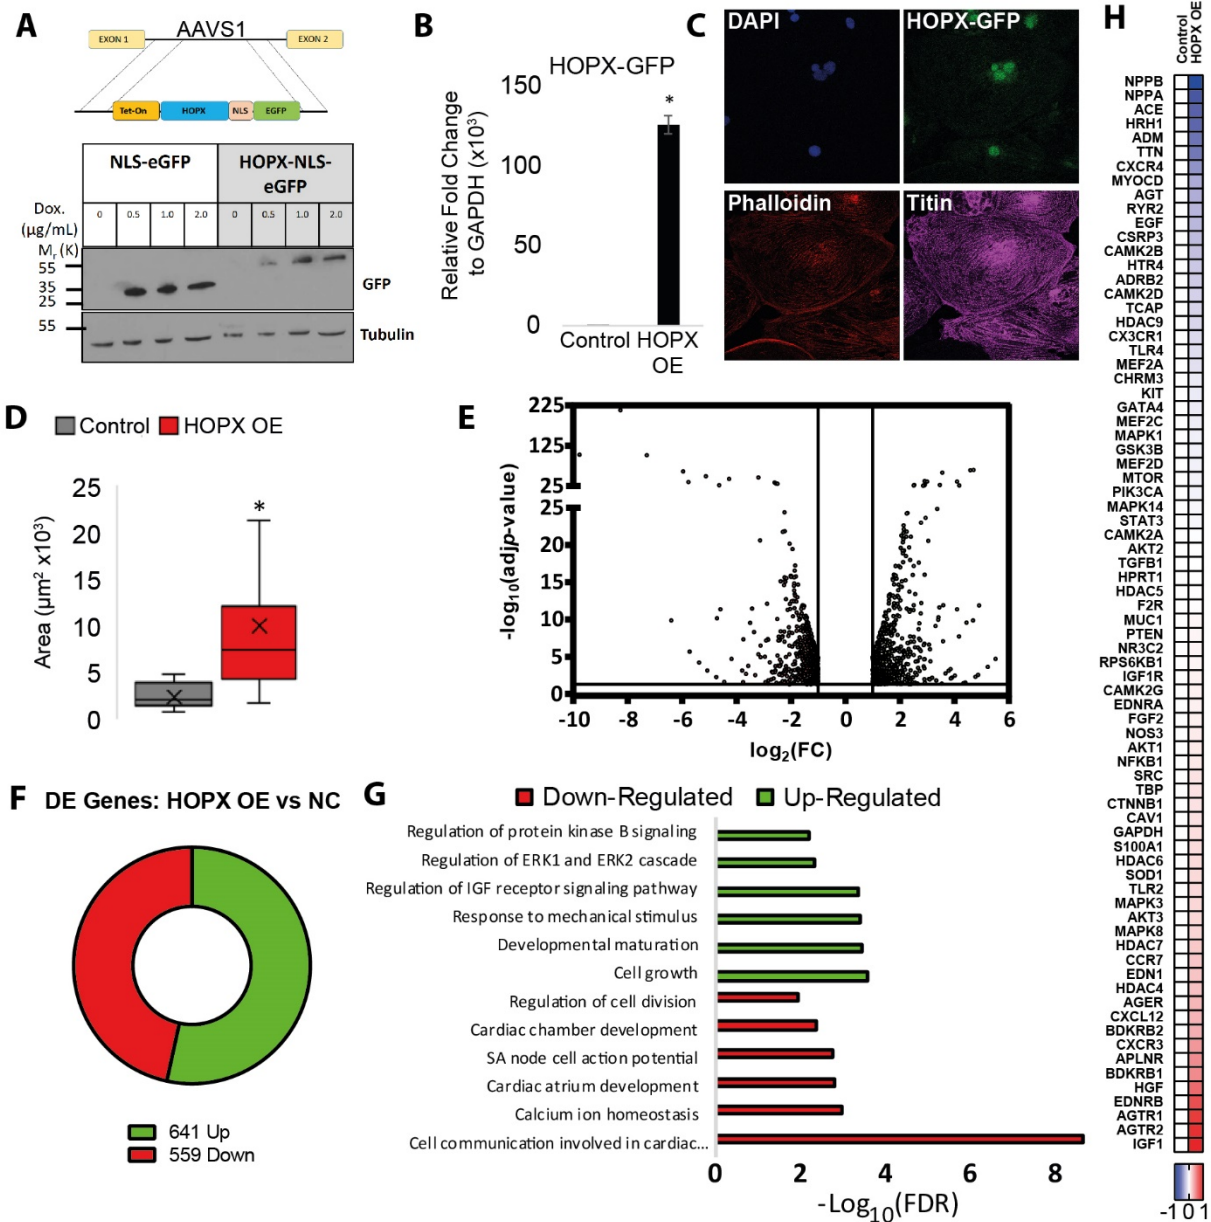 A
AAVS1
EXON 1
EXON 2
Tet-On
HOPX
NLS
EGFP
NLS-eGFP
HOPX-NLS-
eGFP
Dox.
(µg/mL)
0
0.5
1.0
2.0
0
0.5
1.0
2.0
Mr (K)
55
35
25
GFP
55
Tubulin
B
HOPX-GFP
Relative Fold Change
to GAPDH (x10³)
150
100
50
0
*
Control
HOPX
OE
C
DAPI
HOPX-GFP
Phalloidin
Titin
D
Control
HOPX OE
Area (µm² x10³)
25
20
15
10
5
0
*
E
-log10(adjp-value)
225
125
25
25
20
15
10
5
0
-10
-8
-6
-4
-2
0
2
4
6
log2(FC)
F
DE Genes: HOPX OE vs NC
641 Up
559 Down
G
Down-Regulated
Up-Regulated
Regulation of protein kinase B signaling
Regulation of ERK1 and ERK2 cascade
Regulation of IGF receptor signaling pathway
Response to mechanical stimulus
Developmental maturation
Cell growth
Regulation of cell division
Cardiac chamber development
SA node cell action potential
Cardiac atrium development
Calcium ion homeostasis
Cell communication involved in cardiac...
0
2
4
6
8
-Log10(FDR)
H
Control
HOPX OE
NPPB
NPPA
ACE
HRH1
ADM
TTN
CXCR4
MYOCD
AGT
RYR2
EGF
CSRP3
CAMK2B
HTR4
ADRB2
CAMK2D
TCAP
HDAC9
CX3CR1
TLR4
MEF2A
CHRM3
KIT
GATA4
MEF2C
MAPK1
GSK3B
MEF2D
MTOR
PIK3CA
MAPK14
STAT3
CAMK2A
AKT2
TGFB1
HPRT1
HDAC5
F2R
MUC1
PTEN
NR3C2
RPS6KB1
IGF1R
CAMK2G
EDNRA
FGF2
NOS3
AKT1
NFKB1
SRC
TBP
CTNNB1
CAV1
GAPDH
S100A1
HDAC6
SOD1
TLR2
MAPK3
AKT3
MAPK8
HDAC7
CCR7
EDN1
HDAC4
AGER
CXCL12
BDKRB2
CXCR3
APLNR
BDKRB1
HGF
EDNRB
AGTR1
AGTR2
IGF1
-1 0 1